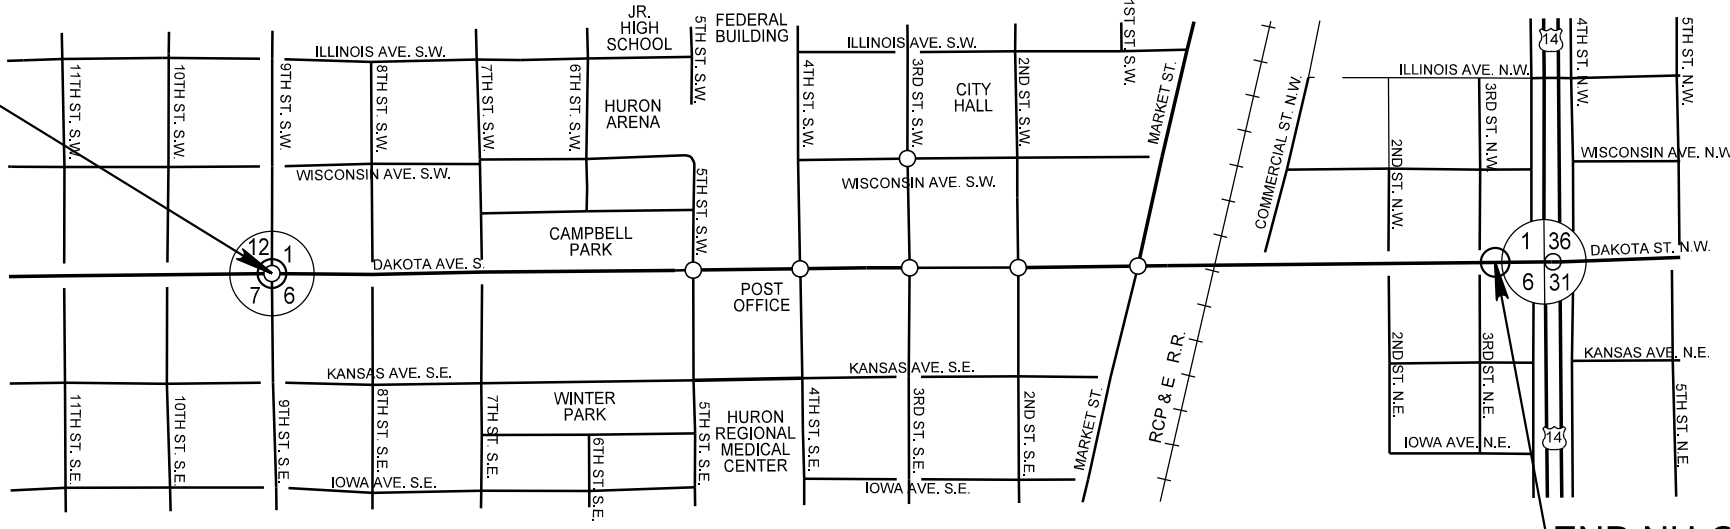 JR.
HIGH
SCHOOL
FEDERAL
BUILDING
5TH ST. S.W.
1ST ST. S.W.
14
4TH ST. N.W.
5TH ST. N.W.
ILLINOIS AVE. S.W.
ILLINOIS AVE. S.W.
ILLINOIS AVE. N.W.
11TH ST. S.W.
10TH ST. S.W.
9TH ST. S.W.
8TH ST. S.W.
7TH ST. S.W.
6TH ST. S.W.
HURON
ARENA
4TH ST. S.W.
3RD ST. S.W.
CITY
HALL
2ND ST. S.W.
MARKET ST.
COMMERCIAL ST. N.W.
2ND ST. N.W.
3RD ST. N.W.
WISCONSIN AVE. S.W.
WISCONSIN AVE. S.W.
WISCONSIN AVE. N.W.
5TH ST. S.W.
CAMPBELL
PARK
12 1
7 6
DAKOTA AVE. S.
1 36
6 31
DAKOTA ST. N.W.
POST
OFFICE
RCP & E R.R.
KANSAS AVE. S.E.
KANSAS AVE. S.E.
KANSAS AVE. N.E.
2ND ST. N.E.
3RD ST. N.E.
11TH ST. S.E.
10TH ST. S.E.
9TH ST. S.E.
8TH ST. S.E.
7TH ST. S.E.
WINTER
PARK
6TH ST. S.E.
5TH ST. S.E.
HURON
REGIONAL
MEDICAL
CENTER
4TH ST. S.E.
3RD ST. S.E.
2ND ST. S.E.
MARKET ST.
5TH ST. N.E.
IOWA AVE. N.E.
14
IOWA AVE. S.E.
IOWA AVE. S.E.